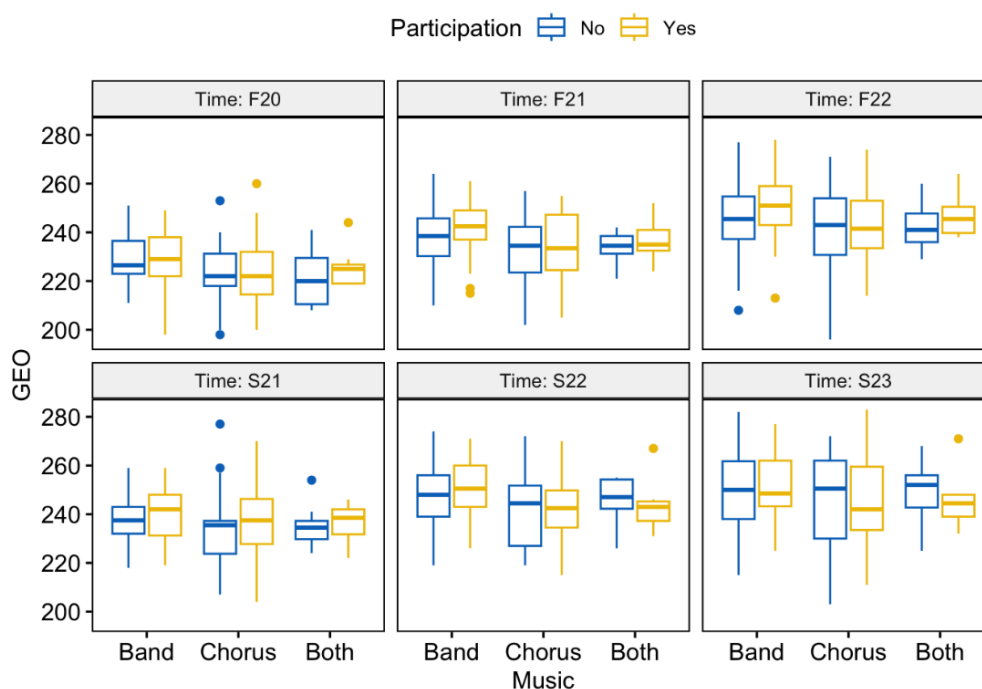 Participation No Yes
Time: F20 Time: F21 Time: F22
280
260
240
220
200
Time: S21 Time: S22 Time: S23
280
260
240
220
200
GEO
Band Chorus Both Band Chorus Both Band Chorus Both
Music